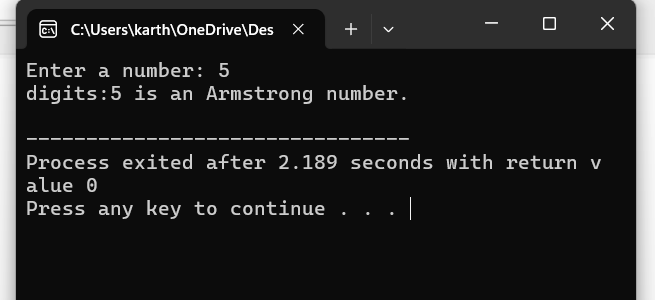 C:\Users\karth\OneDrive\Des
Enter a number: 5
digits:5 is an Armstrong number.
--------------------------------
Process exited after 2.189 seconds with return v
alue 0
Press any key to continue . . .